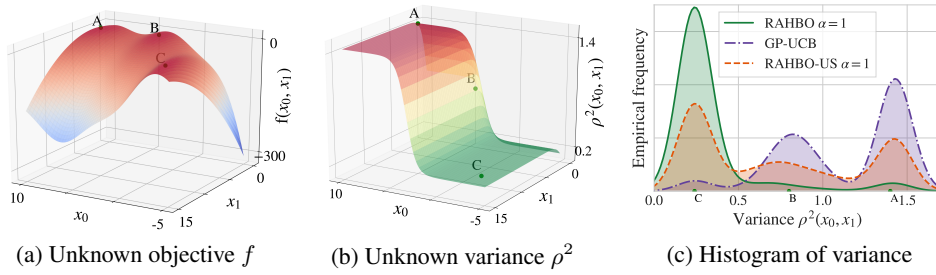 A
B
C
0
f(x₀, x₁)
−300
10
x₀
-5
15
x₁
0
(a) Unknown objective f
A
B
C
1.4
ρ²(x₀, x₁)
0.2
10
x₀
-5
15
x₁
0
(b) Unknown variance ρ²
RAHBO α = 1
GP-UCB
RAHBO-US α = 1
Empirical frequency
0.0 0.5 1.0 1.5
C B A
Variance ρ²(x₀, x₁)
(c) Histogram of variance